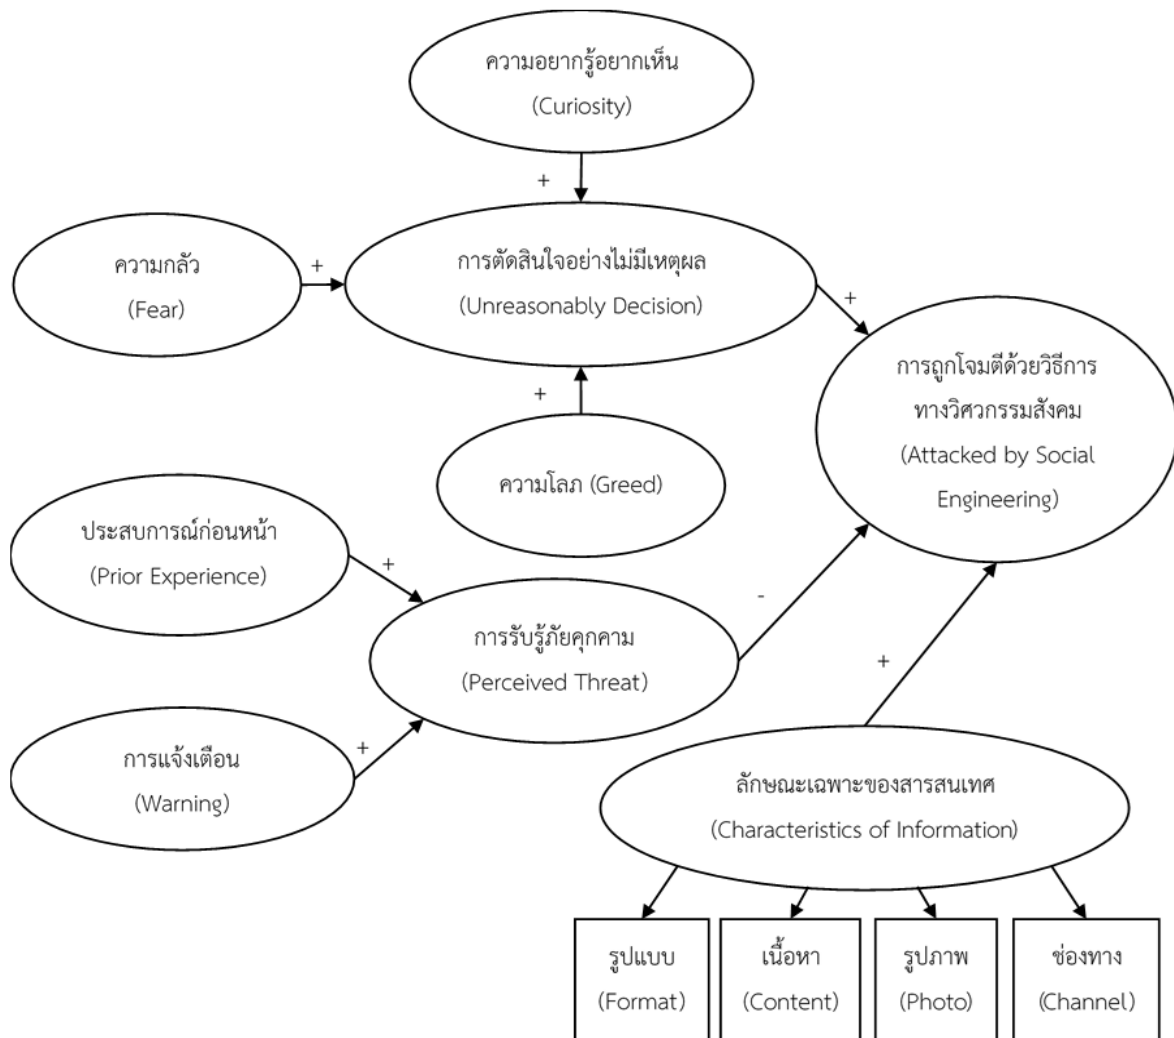 ความอยากรู้อยากเห็น
(Curiosity)
+
ความกลัว
(Fear)
+
การตัดสินใจอย่างไม่มีเหตุผล
(Unreasonably Decision)
+
+
ความโลภ (Greed)
การถูกโจมตีด้วยวิธีการ
ทางวิศวกรรมสังคม
(Attacked by Social
Engineering)
ประสบการณ์ก่อนหน้า
(Prior Experience)
+
การรับรู้ภัยคุกคาม
(Perceived Threat)
-
+
การแจ้งเตือน
(Warning)
+
ลักษณะเฉพาะของสารสนเทศ
(Characteristics of Information)
รูปแบบ
(Format)
เนื้อหา
(Content)
รูปภาพ
(Photo)
ช่องทาง
(Channel)